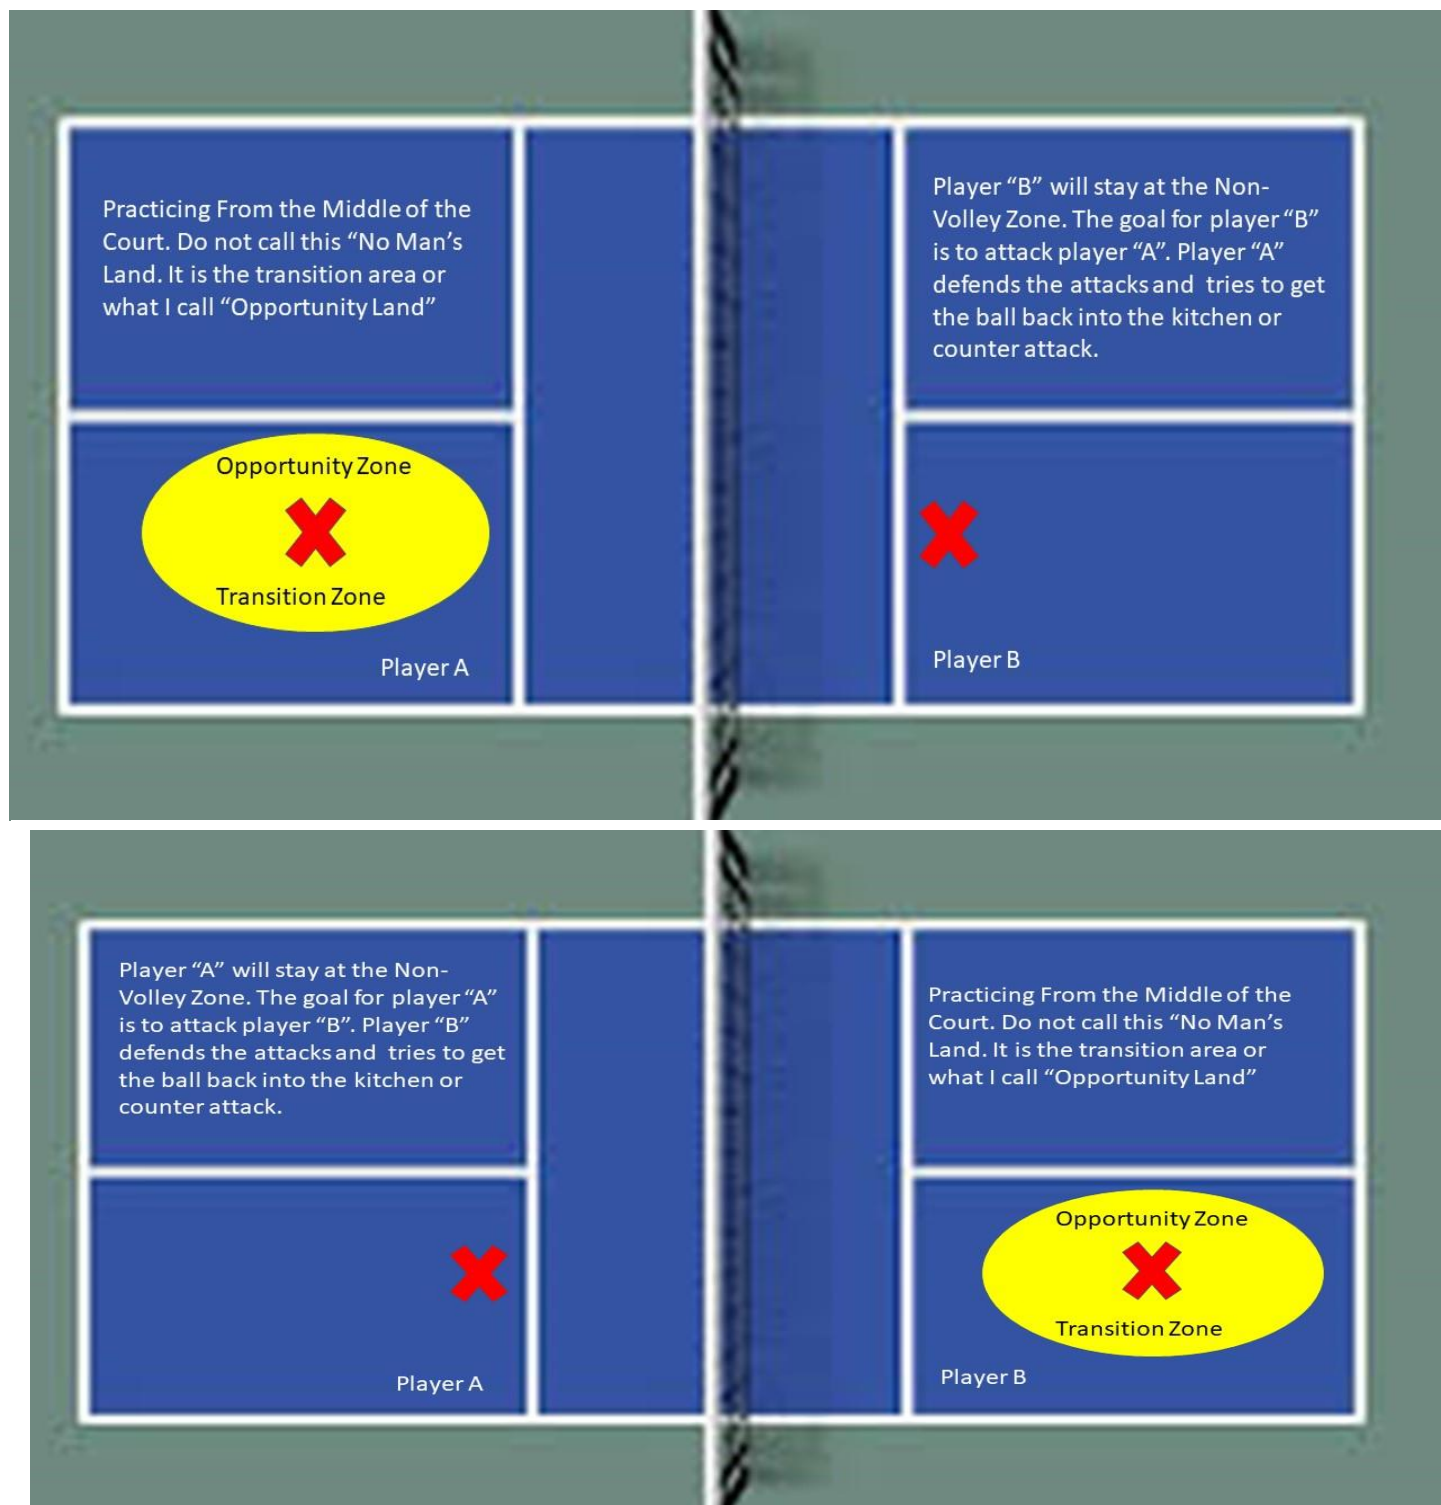 Practicing From the Middle of the
Court. Do not call this “No Man’s
Land. It is the transition area or
what I call “Opportunity Land”
Player “B” will stay at the Non-
Volley Zone. The goal for player “B”
is to attack player “A”. Player “A”
defends the attacks and tries to get
the ball back into the kitchen or
counter attack.
Opportunity Zone
Transition Zone
Player A
Player B
Player “A” will stay at the Non-
Volley Zone. The goal for player “A”
is to attack player “B”. Player “B”
defends the attacks and tries to get
the ball back into the kitchen or
counter attack.
Practicing From the Middle of the
Court. Do not call this “No Man’s
Land. It is the transition area or
what I call “Opportunity Land”
Player A
Opportunity Zone
Transition Zone
Player B